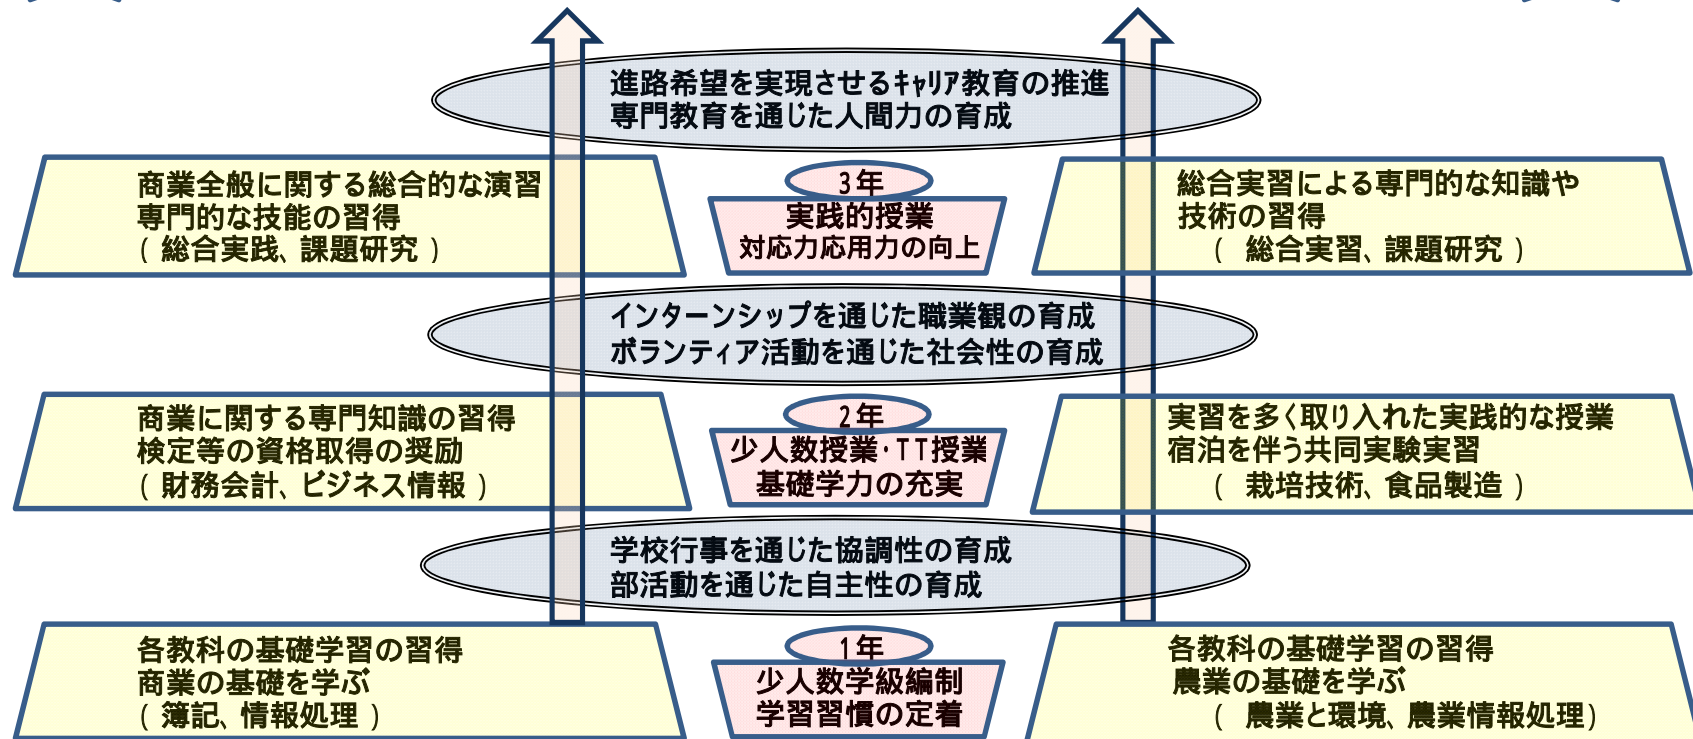 進路希望を実現させるｷｬﾘｱ教育の推進
専門教育を通じた人間力の育成
商業全般に関する総合的な演習
専門的な技能の習得
( 総合実践、課題研究 )
3年
実践的授業
対応力応用力の向上
総合実習による専門的な知識や
技術の習得
( 総合実習、課題研究 )
インターンシップを通じた職業観の育成
ボランティア活動を通じた社会性の育成
商業に関する専門知識の習得
検定等の資格取得の奨励
( 財務会計、ビジネス情報 )
2年
少人数授業･TT授業
基礎学力の充実
実習を多く取り入れた実践的な授業
宿泊を伴う共同実験実習
( 栽培技術、食品製造 )
学校行事を通じた協調性の育成
部活動を通じた自主性の育成
各教科の基礎学習の習得
商業の基礎を学ぶ
( 簿記、情報処理 )
1年
少人数学級編制
学習習慣の定着
各教科の基礎学習の習得
農業の基礎を学ぶ
( 農業と環境、農業情報処理)